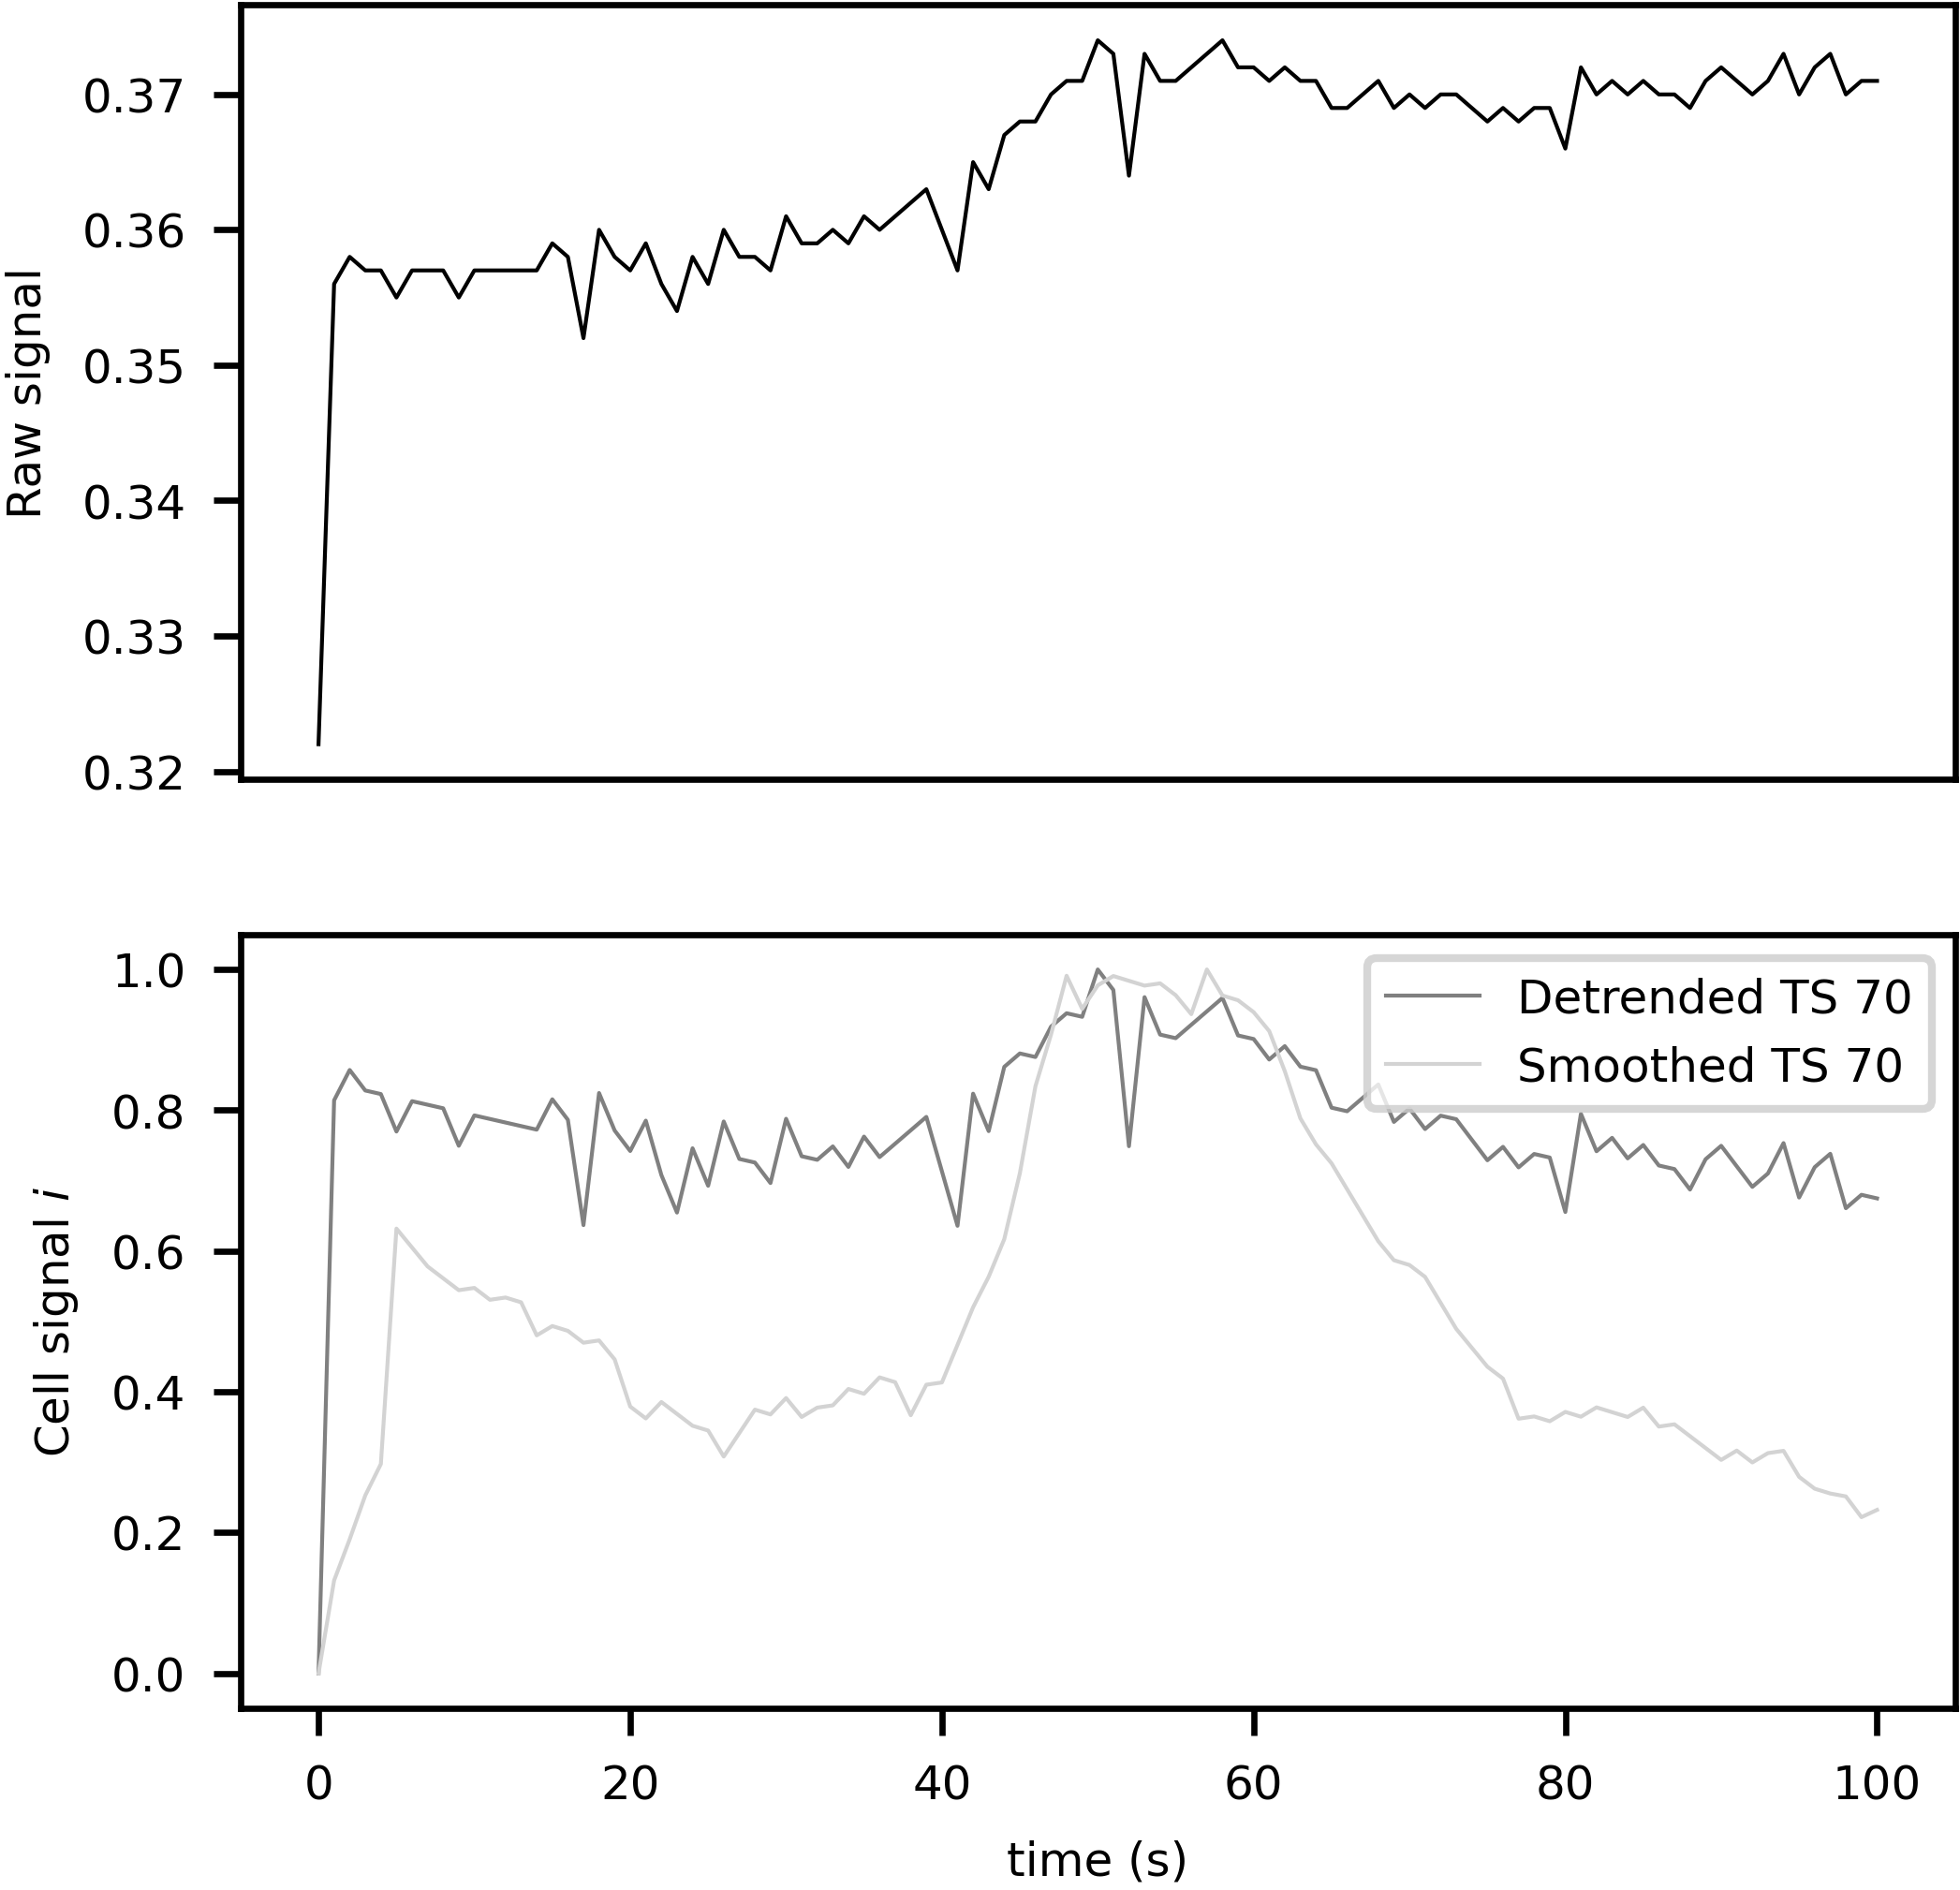 Raw signal
0.37
0.36
0.35
0.34
0.33
0.32
Cell signal i
1.0
0.8
0.6
0.4
0.2
0.0
Detrended TS 70
Smoothed TS 70
0 20 40 60 80 100
time (s)